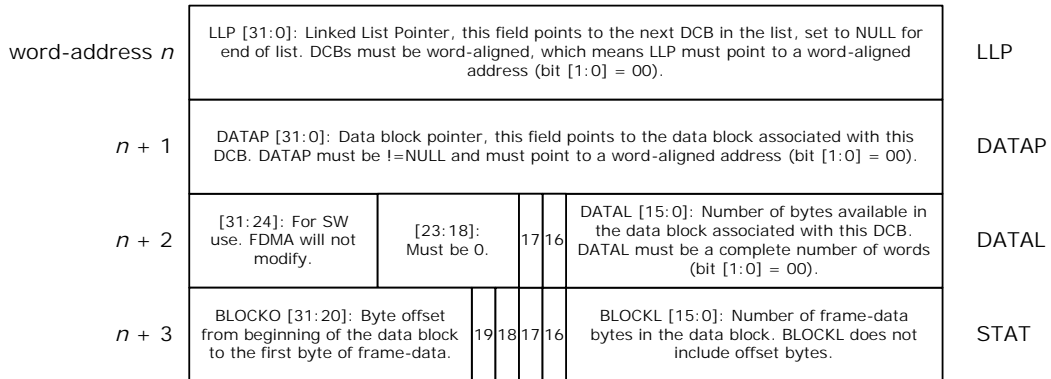 LLP [31:0]: Linked List Pointer, this field points to the next DCB in the list, set to NULL for
word-address n
end of list. DCBs must be word-aligned, which means LLP must point to a word-aligned
LLP
address (bit [1:0] = 00).
n + 1
DATAP [31:0]: Data block pointer, this field points to the data block associated with this
DCB. DATAP must be !=NULL and must point to a word-aligned address (bit [1:0] = 00).
DATAP
n + 2
[31:24]: For SW
use. FDMA will not
modify.
[23:18]:
Must be 0.
17
16
DATAL [15:0]: Number of bytes available in
the data block associated with this DCB.
DATAL must be a complete number of words
(bit [1:0] = 00).
DATAL
n + 3
BLOCKO [31:20]: Byte offset
from beginning of the data block
to the first byte of frame-data.
19
18
17
16
BLOCKL [15:0]: Number of frame-data
bytes in the data block. BLOCKL does not
include offset bytes.
STAT